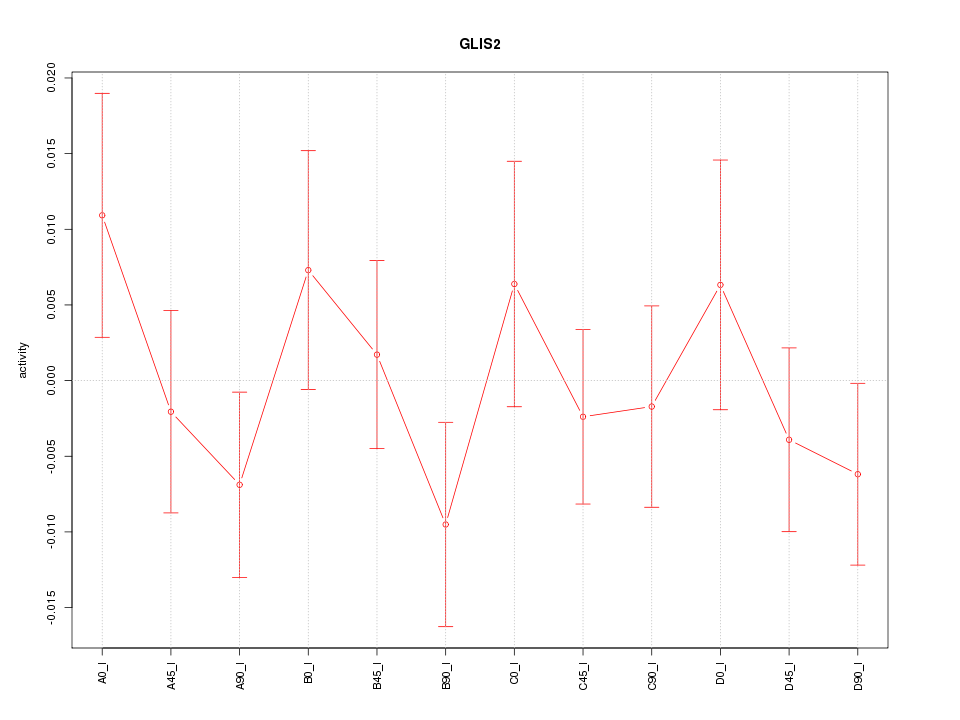 GLIS2
activity
0.020
0.015
0.010
0.005
0.000
-0.005
-0.010
-0.015
A0_I
A45_I
A90_I
B0_I
B45_I
B90_I
C0_I
C45_I
C90_I
D0_I
D45_I
D90_I